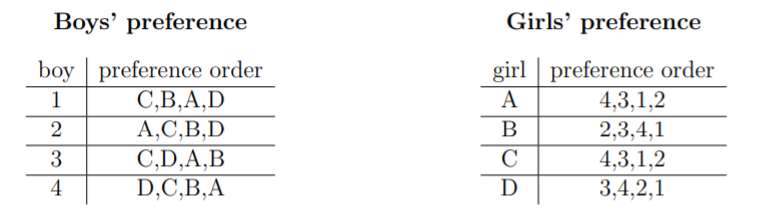 Boys’ preference Girls’ preference
boy preference order girl preference order
1 C,B,A,D A 4,3,1,2
2 A,C,B,D B 2,3,4,1
3 C,D,A,B C 4,3,1,2
4 D,C,B,A D 3,4,2,1